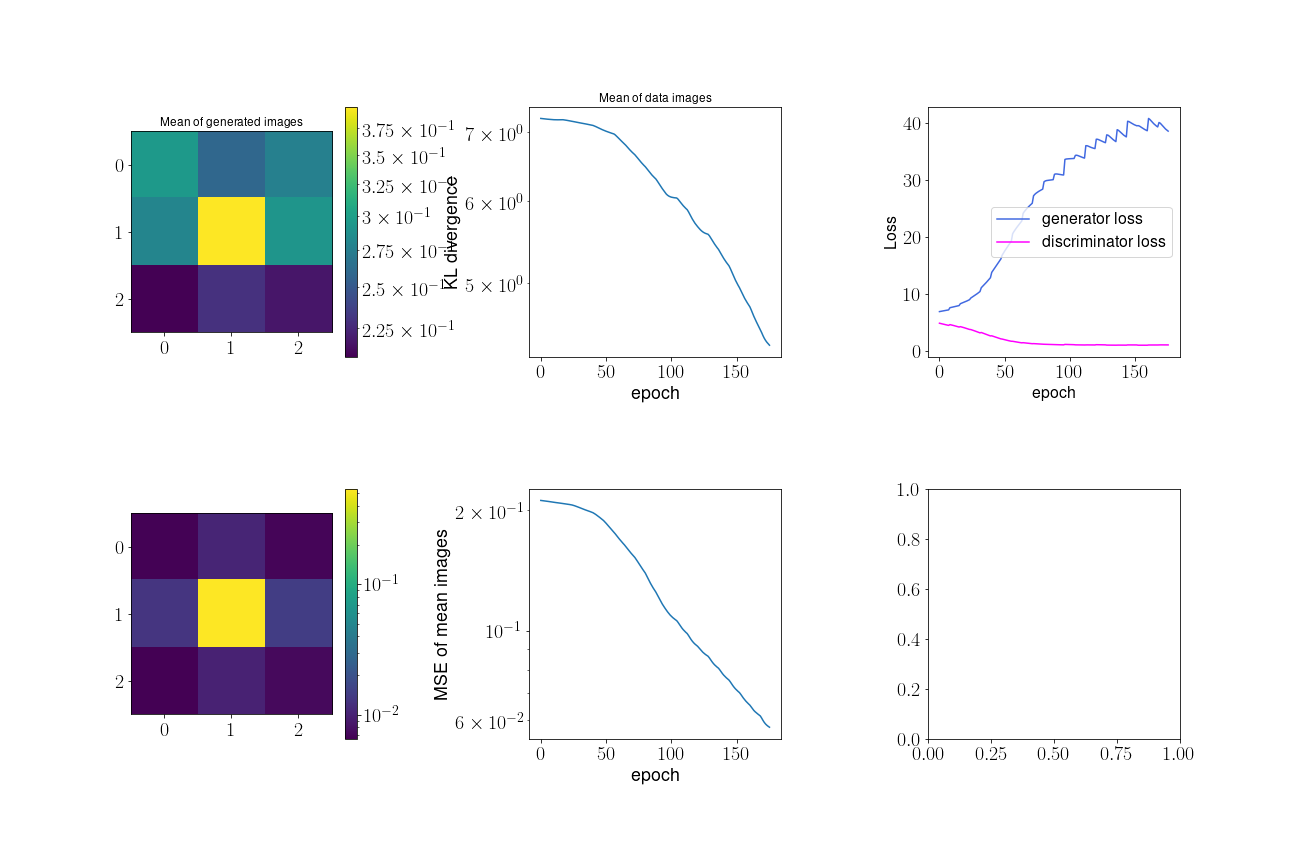 Mean of generated images
0
1
2
0 1 2
3.75 × 10⁻¹
3.5 × 10⁻¹
3.25 × 10⁻¹
3 × 10⁻¹
2.75 × 10⁻¹
2.5 × 10⁻¹
2.25 × 10⁻¹
Mean of data images
KL divergence
7 × 10⁰
6 × 10⁰
5 × 10⁰
0 50 100 150
epoch
Loss
40
30
20
10
0
generator loss
discriminator loss
0 50 100 150
epoch
0
1
2
0 1 2
10⁻¹
10⁻²
MSE of mean images
2 × 10⁻¹
10⁻¹
6 × 10⁻²
0 50 100 150
epoch
1.0
0.8
0.6
0.4
0.2
0.0
0.00 0.25 0.50 0.75 1.00